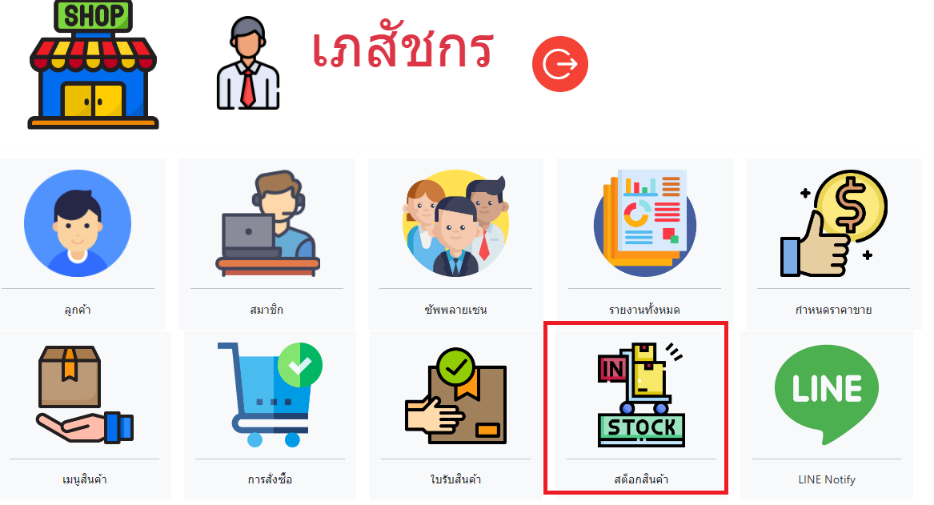 SHOP
เภสัชกร
ลูกค้า
สมาชิก
ซัพพลายเซน
รายงานทั้งหมด
กำหนดราคาขาย
IN
STOCK
LINE
เมนูสินค้า
การสั่งซื้อ
ใบรับสินค้า
สต็อกสินค้า
LINE Notify